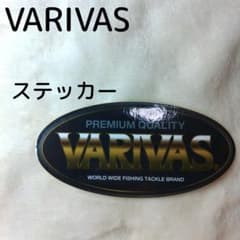 VARIVAS
ステッカー
PREMIUM QUALITY
VARIVAS
WORLD WIDE FISHING TACKLE BRAND